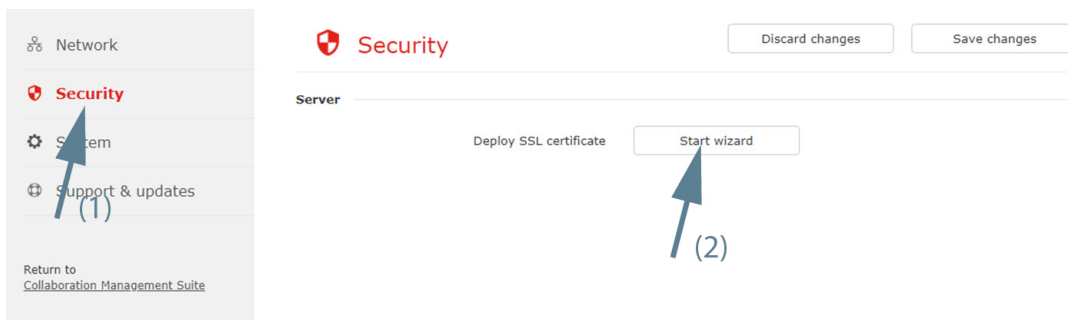 Network
Security
System
Support & updates
(1)
Return to
Collaboration Management Suite
Security
Discard changes
Save changes
Server
Deploy SSL certificate
Start wizard
(2)